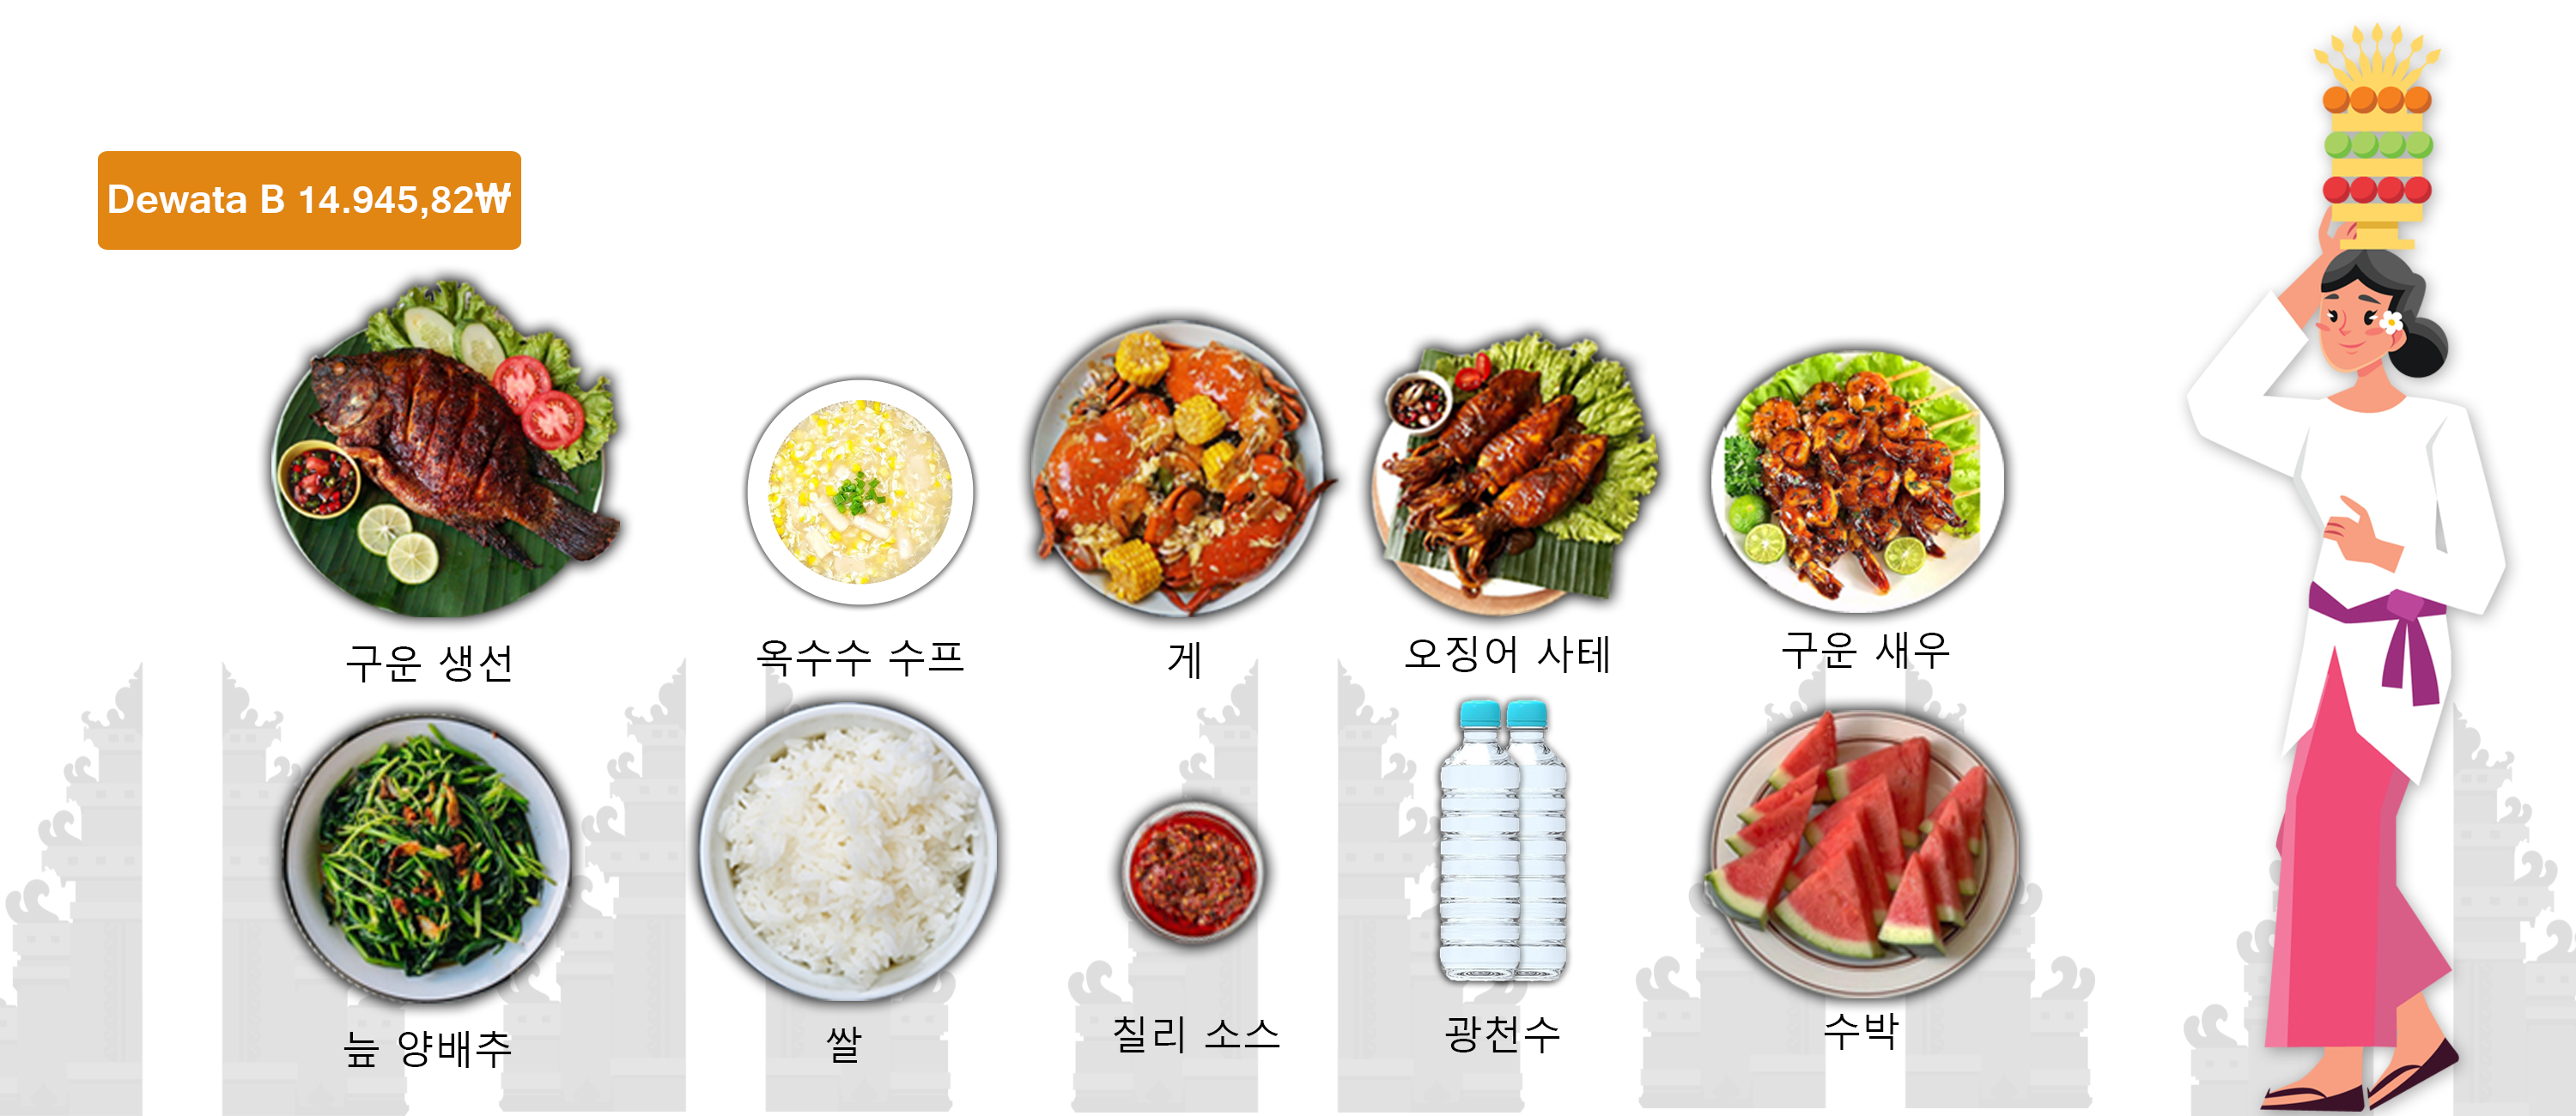 Dewata B 14.945,82₩
구운 생선
옥수수 수프
게
오징어 사테
구운 새우
늪 양배추
쌀
칠리 소스
광천수
수박